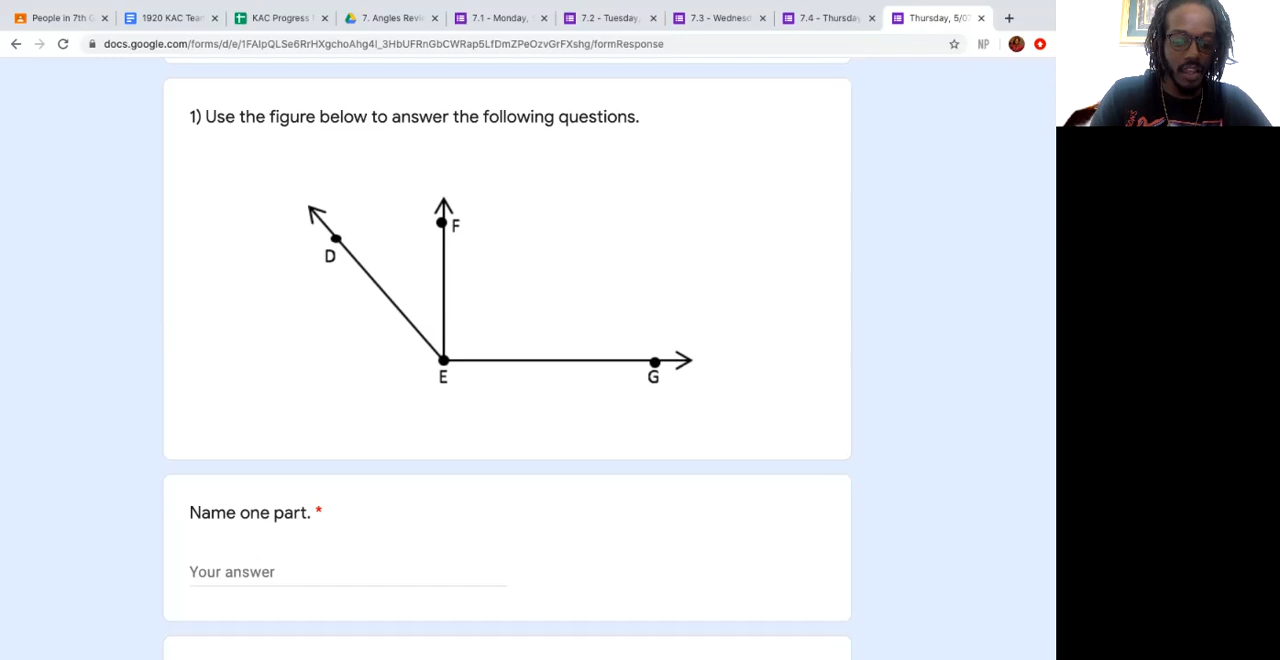 People in 7th G
1920 KAC Team
KAC Progress
7. Angles Revi
7.1 - Monday,
7.2 - Tuesday,
7.3 - Wednesd
7.4 - Thursday
Thursday, 5/07
docs.google.com/forms/d/e/1FAIpQLSe6RrHXgchoAhg4I_3HbUFRnGbCWRap5LfDmZPeOzvGrFXshg/formResponse
NP
1) Use the figure below to answer the following questions.
F
D
E
G
Name one part. *
Your answer